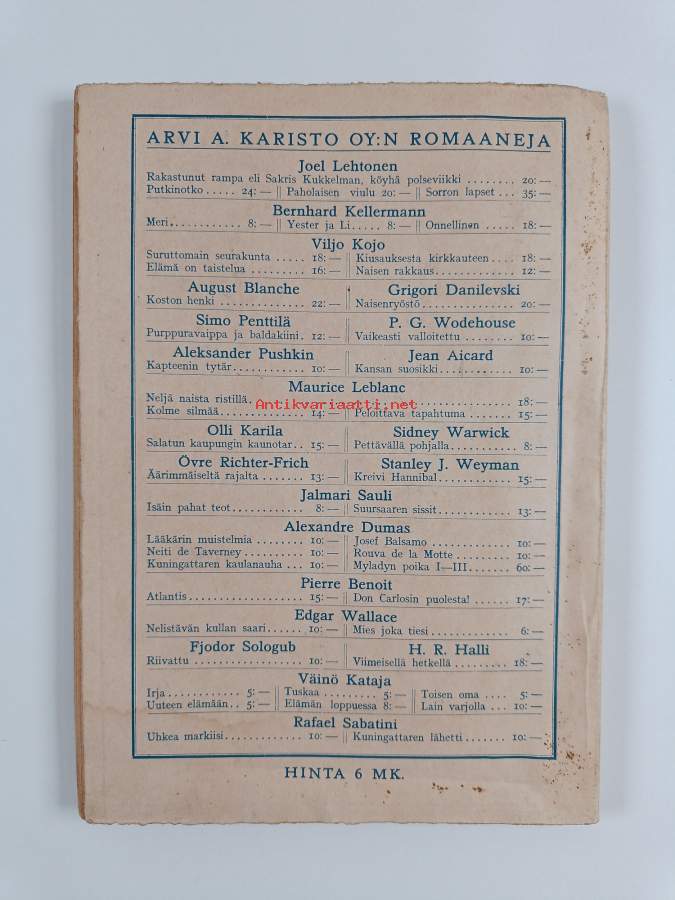 ARVI A. KARISTO OY:N ROMAANEJA
Joel Lehtonen
Rakastunut rampa eli Sakris Kukkelman, köyhä polseviikki ........ 20: —
Putkinotko ..... 24: — || Paholaisen viulu 20: — || Sorron lapset ... 35: —
Bernhard Kellermann
Meri ............ 8: — || Yester ja Li ..... 8: — || Onnellinen ..... 18: —
Viljo Kojo
Suruttomain seurakunta ..... 18: — || Kiusauksesta kirkkauteen .... 18: —
Elämä on taistelua ......... 16: — || Naisen rakkaus ............ 12: —
August Blanche || Grigori Danilevski
Koston henki .............. 22: — || Naisenryöstö ............... 20: —
Simo Penttilä || P. G. Wodehouse
Purppuravaippa ja baldakiini . 12: — || Vaikeasti valloitettu ........ 10: —
Aleksander Pushkin || Jean Aicard
Kapteenin tytär ............ 10: — || Kansan suosikki ............ 10: —
Maurice Leblanc
Neljä naista ristillä. 18: —
Kolme silmää ............ 14: — || Peloittava tapahtuma ....... 15: —
Antikvariaatti.net
Olli Karila || Sidney Warwick
Salatun kaupungin kaunotar .. 15: — || Pettävällä pohjalla .......... 8: —
Övre Richter-Frich || Stanley J. Weyman
Äärimmäiseltä rajalta ....... 13: — || Kreivi Hannibal ............. 15: —
Jalmari Sauli
Isäin pahat teot ............ 8: — || Suursaaren sissit ............ 13: —
Alexandre Dumas
Lääkärin muistelmia ........ 10: — || Josef Balsamo ............. 10: —
Neiti de Taverney .......... 10: — || Rouva de la Motte ......... 10: —
Kuningattaren kaulanauha ... 10: — || Myladyn poika I—III ....... 60: —
Pierre Benoit
Atlantis ................... 15: — || Don Carlosin puolesta! ...... 17: —
Edgar Wallace
Nelistävän kullan saari ...... 10: — || Mies joka tiesi ............. 6: —
Fjodor Sologub || H. R. Halli
Riivattu .................. 10: — || Viimeisellä hetkellä ......... 18: —
Väinö Kataja
Irja ............ 5: — || Tuskaa ......... 5: — || Toisen oma .... 5: —
Uuteen elämään .. 5: — || Elämän loppuessa 8: — || Lain varjolla ... 10: —
Rafael Sabatini
Uhkea markiisi ............. 10: — || Kuningattaren lähetti ....... 10: —
HINTA 6 MK.